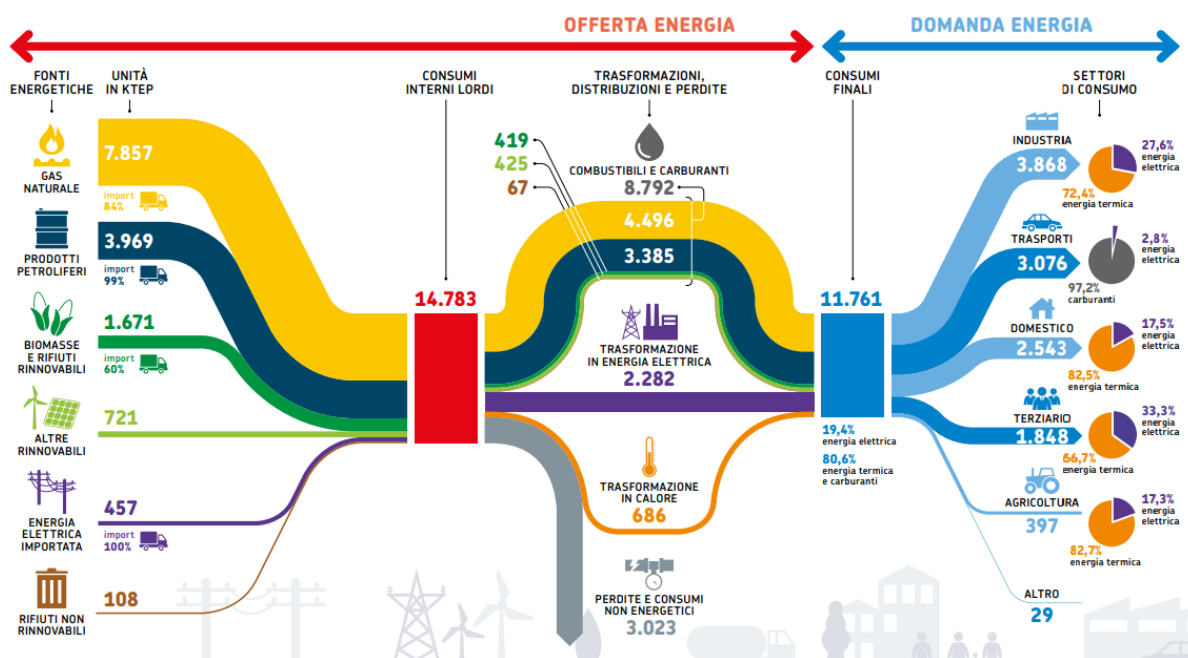 OFFERTA ENERGIA
DOMANDA ENERGIA
FONTI
ENERGETICHE
UNITÀ
IN KTEP
CONSUMI
INTERNI LORDI
TRASFORMAZIONI,
DISTRIBUZIONI E PERDITE
CONSUMI
FINALI
SETTORI
DI CONSUMO
GAS
NATURALE
7.857
import
84%
PRODOTTI
PETROLIFERI
3.969
import
99%
BIOMASSE
E RIFIUTI
RINNOVABILI
1.671
import
60%
ALTRE
RINNOVABILI
721
ENERGIA
ELETTRICA
IMPORTATA
457
import
100%
RIFIUTI NON
RINNOVABILI
108
14.783
419
425
67
COMBUSTIBILI E CARBURANTI
8.792
4.496
3.385
TRASFORMAZIONE
IN ENERGIA ELETTRICA
2.282
TRASFORMAZIONE
IN CALORE
686
PERDITE E CONSUMI
NON ENERGETICI
3.023
11.761
19,4%
energia elettrica
80,6%
energia termica
e carburanti
INDUSTRIA
3.868
27,6%
energia
elettrica
72,4%
energia termica
TRASPORTI
3.076
2,8%
energia
elettrica
97,2%
carburanti
DOMESTICO
2.543
17,5%
energia
elettrica
82,5%
energia termica
TERZIARIO
1.848
33,3%
energia
elettrica
66,7%
energia termica
AGRICOLTURA
397
17,3%
energia
elettrica
82,7%
energia termica
ALTRO
29